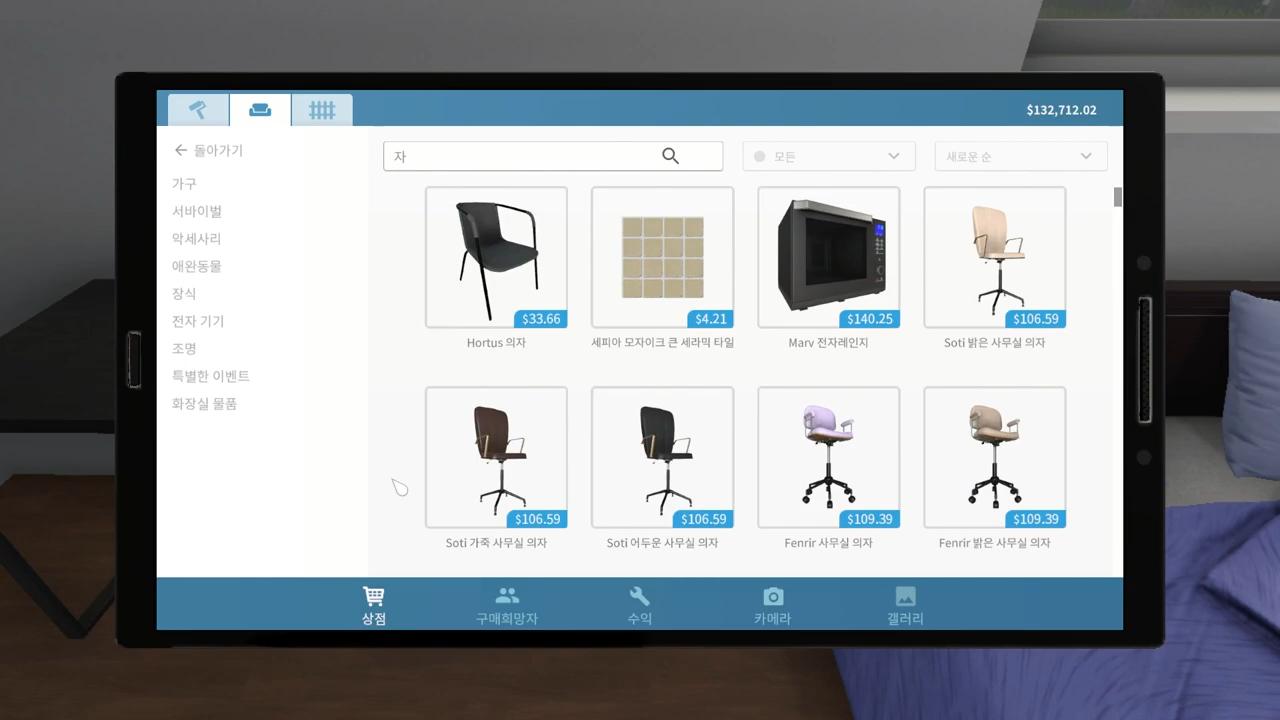 $132,712.02
돌아가기
자
모든
새로운 순
가구
서바이벌
악세사리
애완동물
장식
전자 기기
조명
특별한 이벤트
화장실 물품
$33.66
$4.21
$140.25
$106.59
Hortus 의자
세피아 모자이크 큰 세라믹 타일
Marv 전자레인지
Soti 밝은 사무실 의자
$106.59
$106.59
$109.39
$109.39
Soti 가죽 사무실 의자
Soti 어두운 사무실 의자
Fenrir 사무실 의자
Fenrir 밝은 사무실 의자
상점
구매희망자
수익
카메라
갤러리